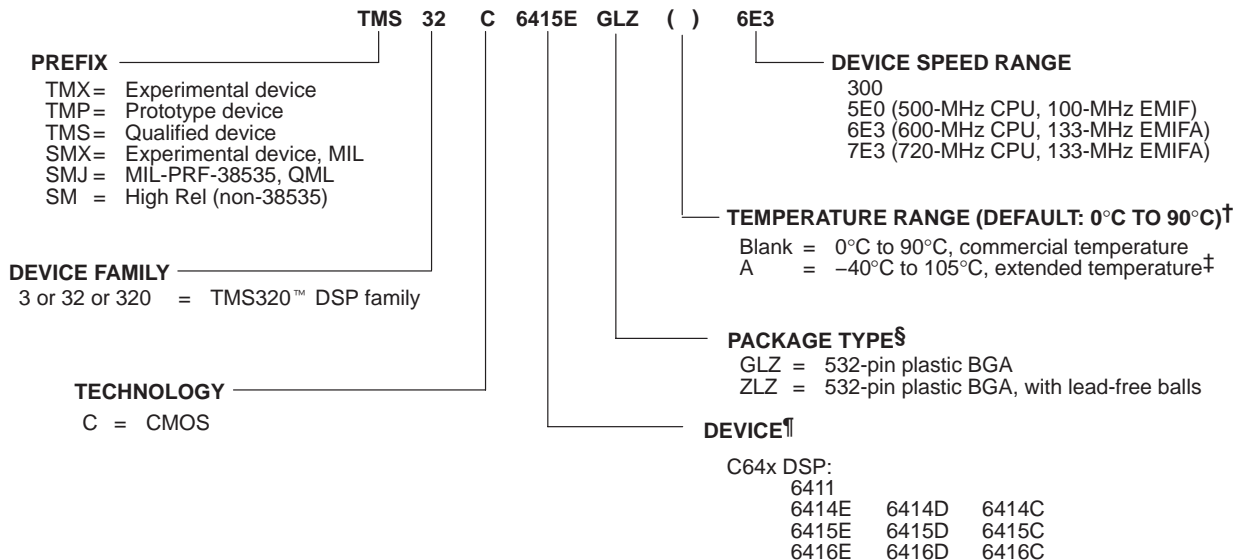 TMS 32 C 6415E GLZ ( ) 6E3
PREFIX
TMX = Experimental device
TMP = Prototype device
TMS = Qualified device
SMX = Experimental device, MIL
SMJ = MIL-PRF-38535, QML
SM = High Rel (non-38535)
DEVICE SPEED RANGE
300
5E0 (500-MHz CPU, 100-MHz EMIF)
6E3 (600-MHz CPU, 133-MHz EMIFA)
7E3 (720-MHz CPU, 133-MHz EMIFA)
TEMPERATURE RANGE (DEFAULT: 0°C TO 90°C)†
Blank = 0°C to 90°C, commercial temperature
A = −40°C to 105°C, extended temperature‡
DEVICE FAMILY
3 or 32 or 320 = TMS320™ DSP family
PACKAGE TYPE§
GLZ = 532-pin plastic BGA
ZLZ = 532-pin plastic BGA, with lead-free balls
TECHNOLOGY
C = CMOS
DEVICE¶
C64x DSP:
6411
6414E 6414D 6414C
6415E 6415D 6415C
6416E 6416D 6416C